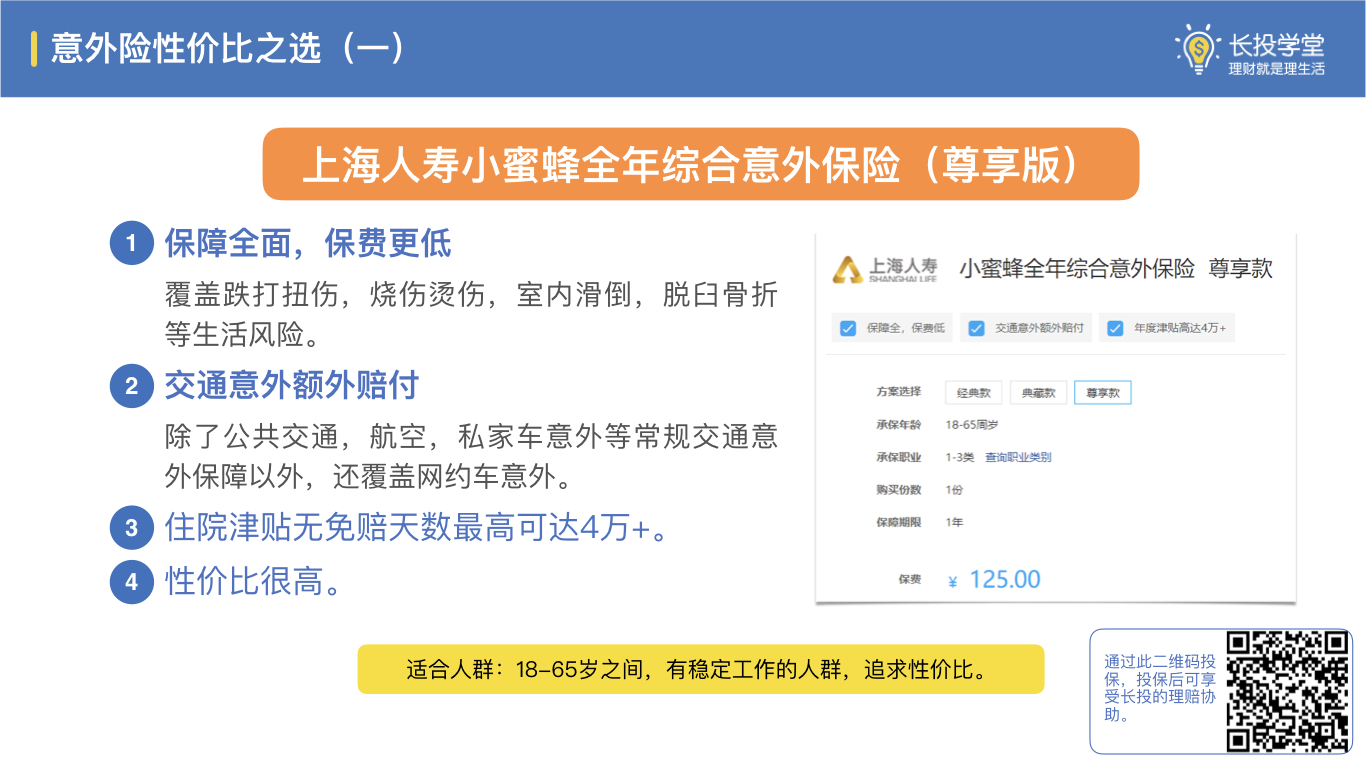 意外险性价比之选（一）
长投学堂
理财就是理生活
上海人寿小蜜蜂全年综合意外保险（尊享版）
1 保障全面，保费更低
覆盖跌打扭伤，烧伤烫伤，室内滑倒，脱臼骨折
等生活风险。
2 交通意外额外赔付
除了公共交通，航空，私家车意外等常规交通意
外保障以外，还覆盖网约车意外。
3 住院津贴无免赔天数最高可达4万+。
4 性价比很高。
上海人寿
SHANGHAI LIFE
小蜜蜂全年综合意外保险 尊享款
保障全，保费低 交通意外额外赔付 年度津贴高达4万+
方案选择 经典款 典藏款 尊享款
承保年龄 18-65周岁
承保职业 1-3类 查询职业类别
购买份数 1份
保障期限 1年
保费 ¥ 125.00
适合人群：18-65岁之间，有稳定工作的人群，追求性价比。
通过此二维码投
保，投保后可享
受长投的理赔协
助。